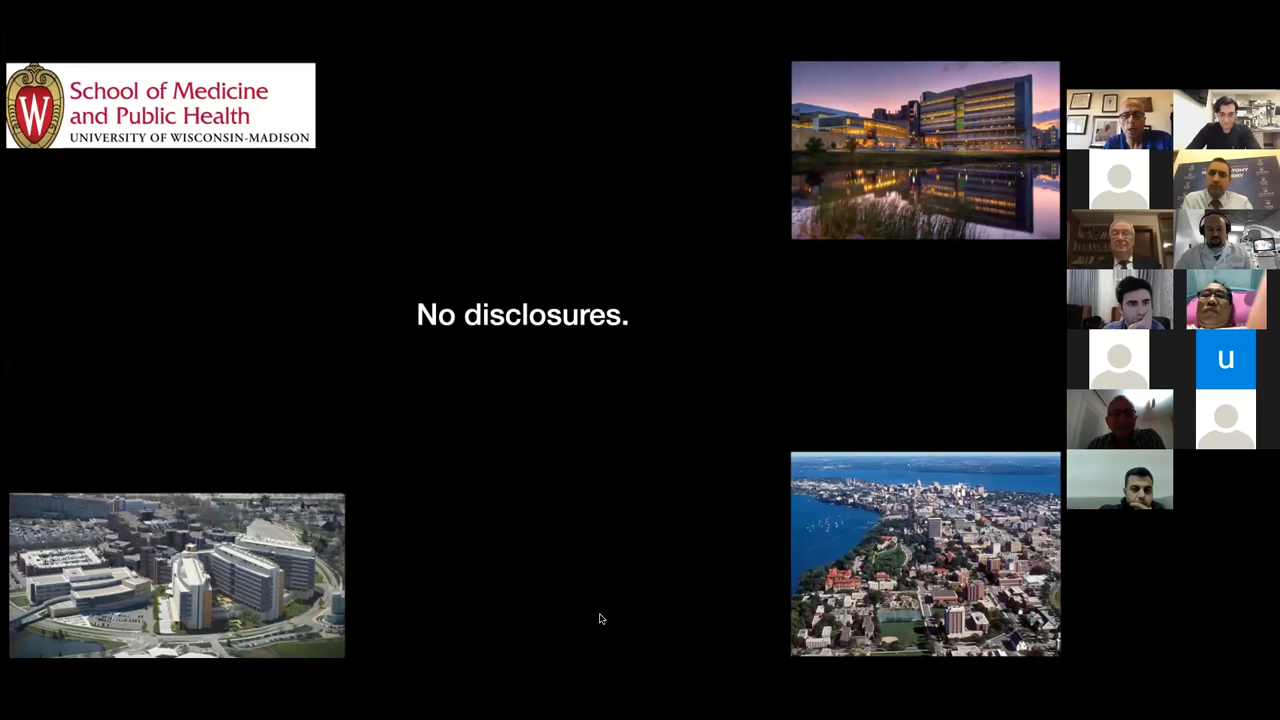 W
School of Medicine
and Public Health
UNIVERSITY OF WISCONSIN-MADISON
No disclosures.
u